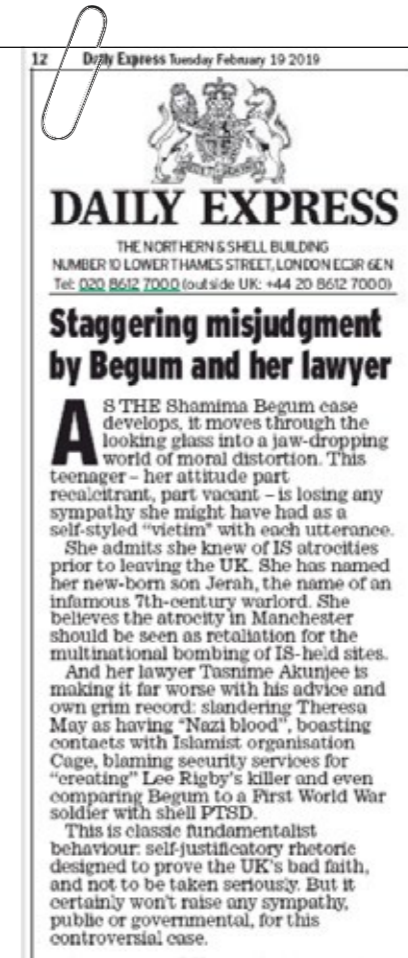 12 Daily Express Tuesday February 19 2019
DAILY EXPRESS
THE NORTHERN & SHELL BUILDING
NUMBER 10 LOWER THAMES STREET, LONDON EC3R 6EN
Tel: 020 8612 7000 (outside UK: +44 20 8612 7000)
Staggering misjudgment
by Begum and her lawyer
AS THE Shamima Begum case
develops, it moves through the
looking glass into a jaw-dropping
world of moral distortion. This
teenager – her attitude part
recalcitrant, part vacant – is losing any
sympathy she might have had as a
self-styled “victim” with each utterance.
She admits she knew of IS atrocities
prior to leaving the UK. She has named
her new-born son Jerah, the name of an
infamous 7th-century warlord. She
believes the atrocity in Manchester
should be seen as retaliation for the
multinational bombing of IS-held sites.
And her lawyer Tasnime Akunjee is
making it far worse with his advice and
own grim record: slandering Theresa
May as having “Nazi blood”, boasting
contacts with Islamist organisation
Cage, blaming security services for
“creating” Lee Rigby’s killer and even
comparing Begum to a First World War
soldier with shell PTSD.
This is classic fundamentalist
behaviour: self-justificatory rhetoric
designed to prove the UK’s bad faith,
and not to be taken seriously. But it
certainly won’t raise any sympathy,
public or governmental, for this
controversial case.